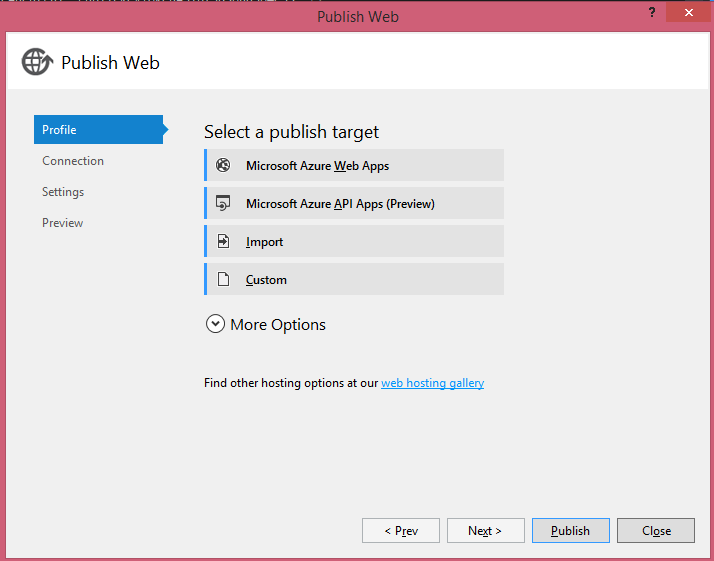 Publish Web
?
Publish Web
Profile
Connection
Settings
Preview
Select a publish target
Microsoft Azure Web Apps
Microsoft Azure API Apps (Preview)
Import
Custom
More Options
Find other hosting options at our web hosting gallery
< Prev
Next >
Publish
Close